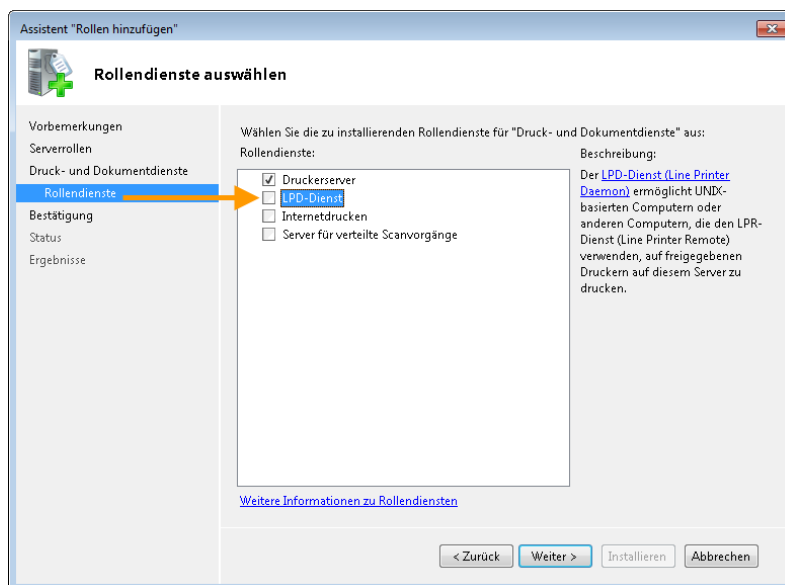 Assistent "Rollen hinzufügen"
Rollendienste auswählen
Vorbemerkungen
Serverrollen
Druck- und Dokumentdienste
Rollendienste
Bestätigung
Status
Ergebnisse
Wählen Sie die zu installierenden Rollendienste für "Druck- und Dokumentdienste" aus:
Rollendienste:
Druckerserver
LPD-Dienst
Internetdrucken
Server für verteilte Scanvorgänge
Weitere Informationen zu Rollendiensten
Beschreibung:
Der LPD-Dienst (Line Printer
Daemon) ermöglicht UNIX-
basierten Computern oder
anderen Computern, die den LPR-
Dienst (Line Printer Remote)
verwenden, auf freigegebenen
Druckern auf diesem Server zu
drucken.
< Zurück
Weiter >
Installieren
Abbrechen